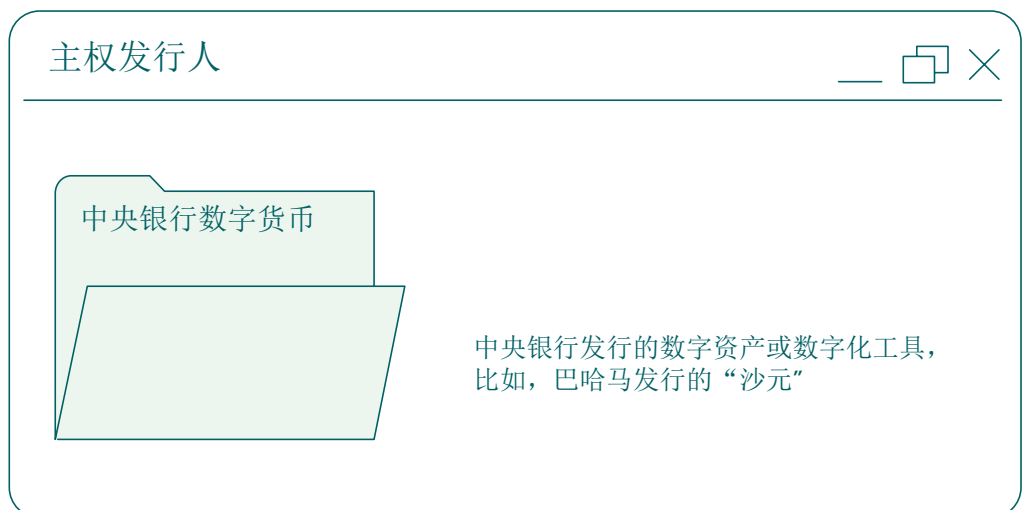 主权发行人
中央银行数字货币
中央银行发行的数字资产或数字化工具，
比如，巴哈马发行的“沙元”